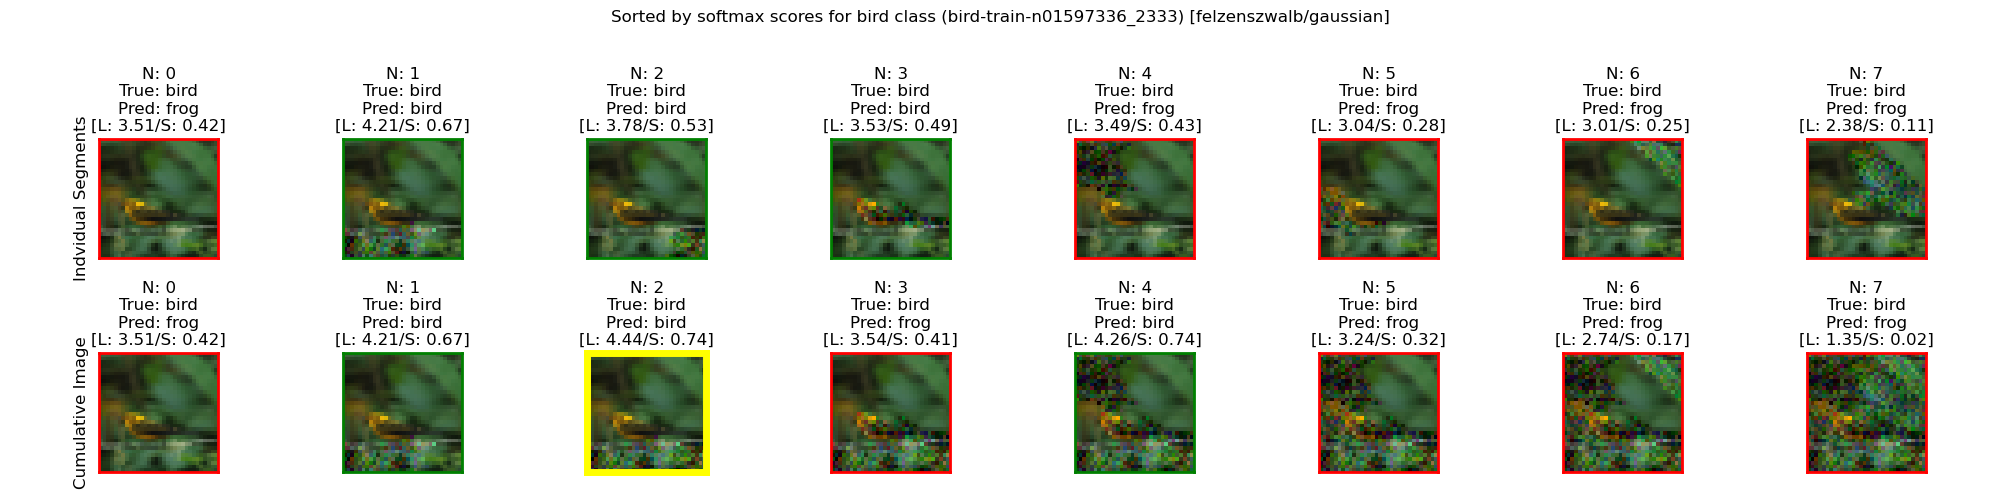 Sorted by softmax scores for bird class (bird-train-n01597336_2333) [felzenszwalb/gaussian]
Indvidual Segments
N: 0
True: bird
Pred: frog
[L: 3.51/S: 0.42]
N: 1
True: bird
Pred: bird
[L: 4.21/S: 0.67]
N: 2
True: bird
Pred: bird
[L: 3.78/S: 0.53]
N: 3
True: bird
Pred: bird
[L: 3.53/S: 0.49]
N: 4
True: bird
Pred: frog
[L: 3.49/S: 0.43]
N: 5
True: bird
Pred: frog
[L: 3.04/S: 0.28]
N: 6
True: bird
Pred: frog
[L: 3.01/S: 0.25]
N: 7
True: bird
Pred: frog
[L: 2.38/S: 0.11]
Cumulative Image
N: 0
True: bird
Pred: frog
[L: 3.51/S: 0.42]
N: 1
True: bird
Pred: bird
[L: 4.21/S: 0.67]
N: 2
True: bird
Pred: bird
[L: 4.44/S: 0.74]
N: 3
True: bird
Pred: frog
[L: 3.54/S: 0.41]
N: 4
True: bird
Pred: bird
[L: 4.26/S: 0.74]
N: 5
True: bird
Pred: frog
[L: 3.24/S: 0.32]
N: 6
True: bird
Pred: frog
[L: 2.74/S: 0.17]
N: 7
True: bird
Pred: frog
[L: 1.35/S: 0.02]